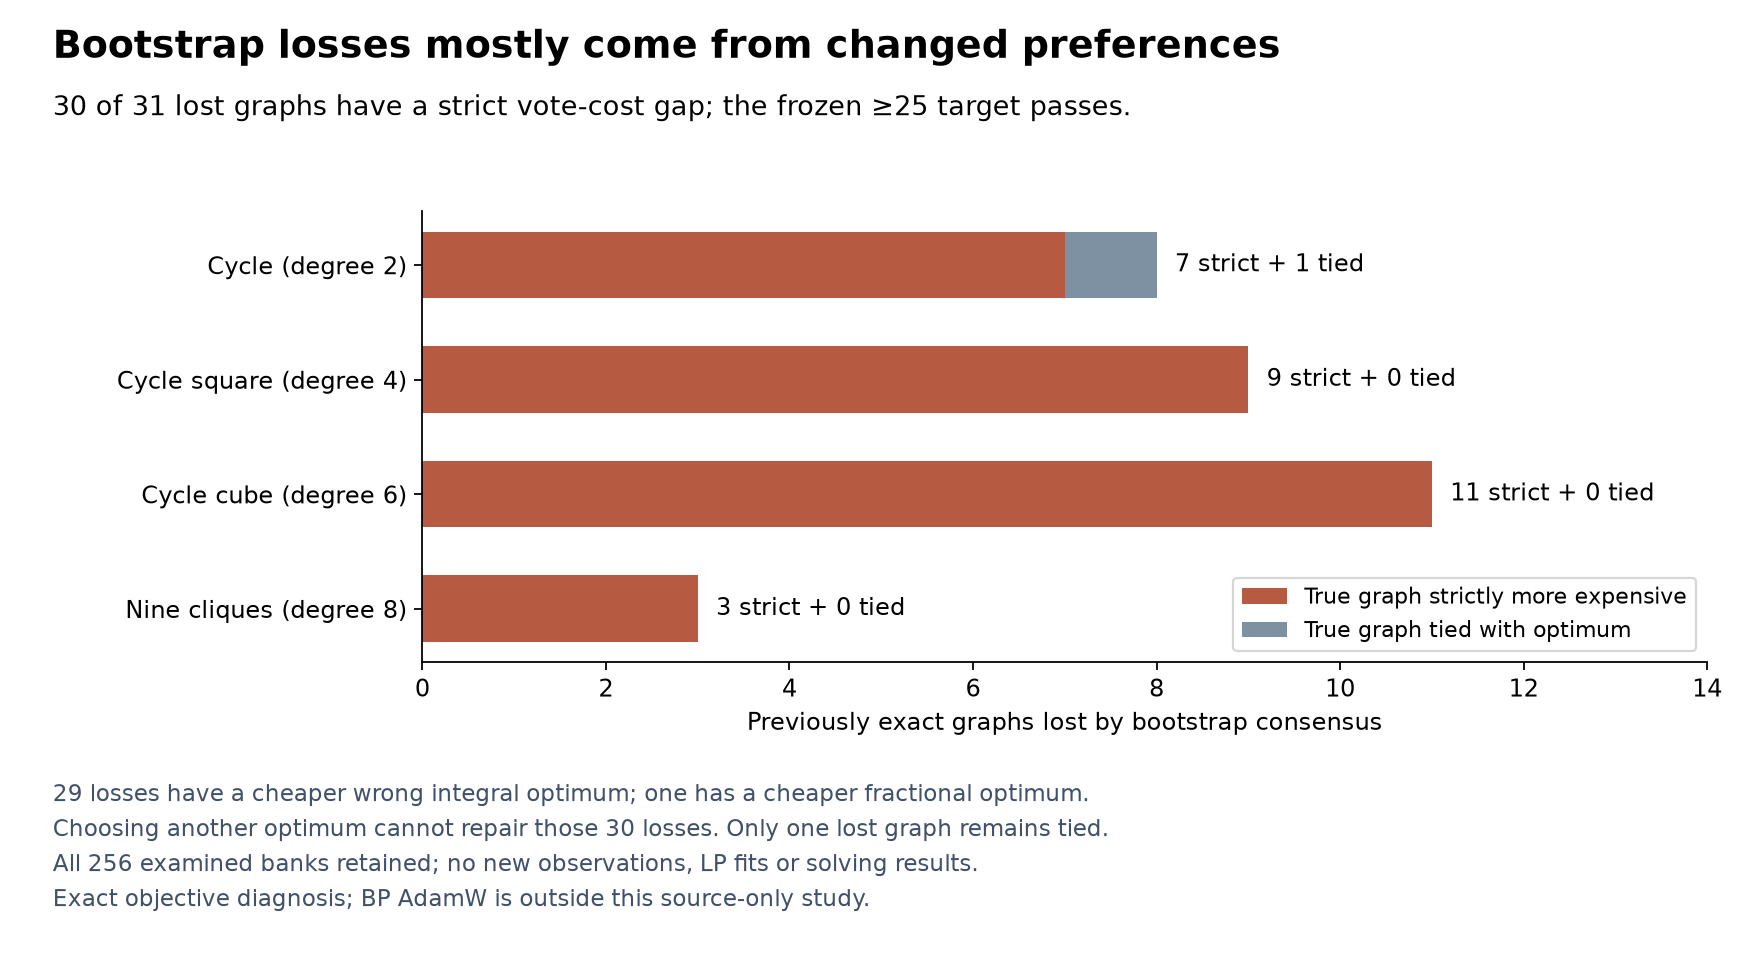 Bootstrap losses mostly come from changed preferences
30 of 31 lost graphs have a strict vote-cost gap; the frozen ≥25 target passes.
Cycle (degree 2)
7 strict + 1 tied
Cycle square (degree 4)
9 strict + 0 tied
Cycle cube (degree 6)
11 strict + 0 tied
Nine cliques (degree 8)
3 strict + 0 tied
True graph strictly more expensive
True graph tied with optimum
0 2 4 6 8 10 12 14
Previously exact graphs lost by bootstrap consensus
29 losses have a cheaper wrong integral optimum; one has a cheaper fractional optimum.
Choosing another optimum cannot repair those 30 losses. Only one lost graph remains tied.
All 256 examined banks retained; no new observations, LP fits or solving results.
Exact objective diagnosis; BP AdamW is outside this source-only study.